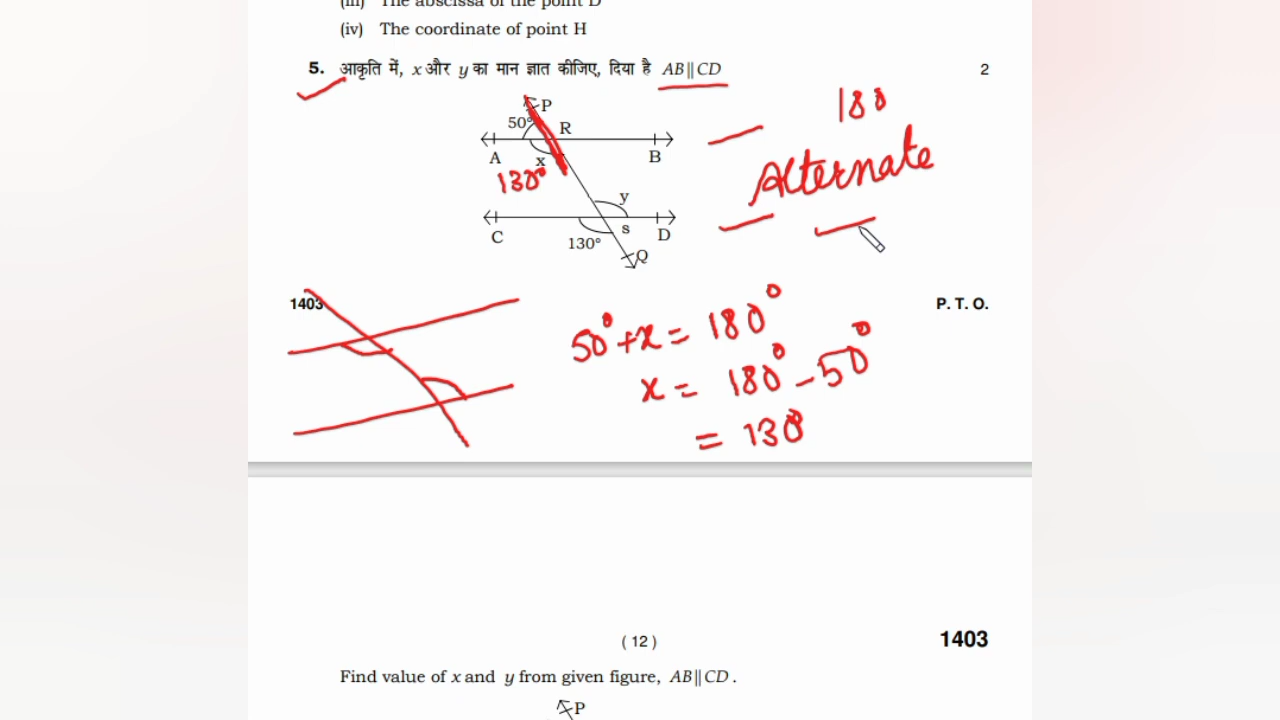 (iii) The abscissa of the point D
(iv) The coordinate of point H
5. आकृति में, x और y का मान ज्ञात कीजिए, दिया है AB||CD 2
180
P
50° R
A x B
130°
Alternate
y
C s D
130° Q
1403 P. T. O.
50° + x = 180°
x = 180° - 50°
= 130°
( 12 ) 1403
Find value of x and y from given figure, AB||CD.
P